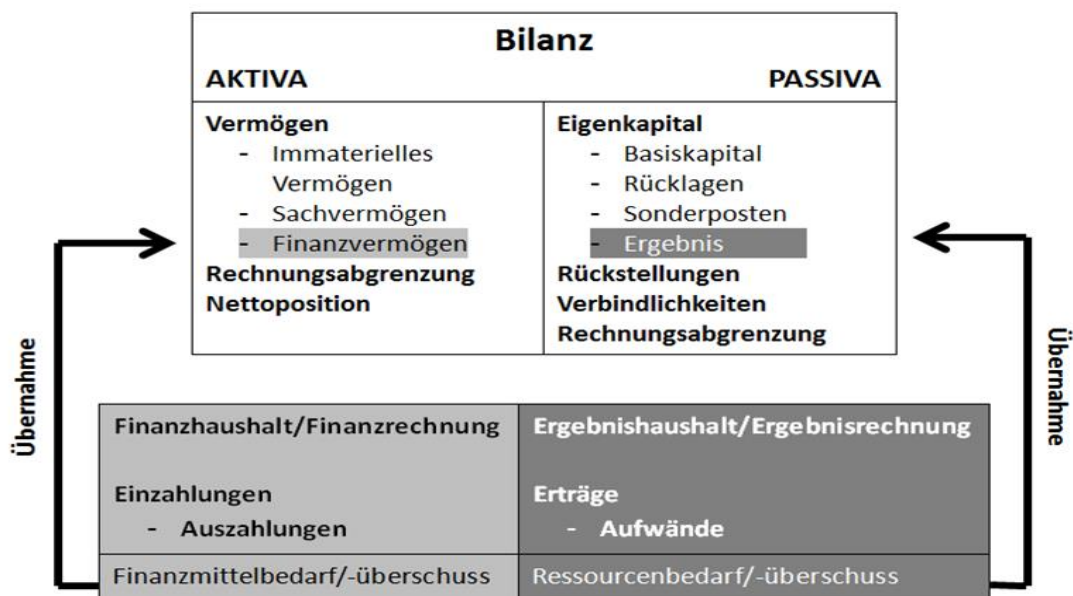 Bilanz
AKTIVA PASSIVA
Vermögen
- Immaterielles
Vermögen
- Sachvermögen
- Finanzvermögen
Rechnungsabgrenzung
Nettoposition
Eigenkapital
- Basiskapital
- Rücklagen
- Sonderposten
- Ergebnis
Rückstellungen
Verbindlichkeiten
Rechnungsabgrenzung
Übernahme
Übernahme
Finanzhaushalt/Finanzrechnung
Einzahlungen
- Auszahlungen
Finanzmittelbedarf/-überschuss
Ergebnishaushalt/Ergebnisrechnung
Erträge
- Aufwände
Ressourcenbedarf/-überschuss